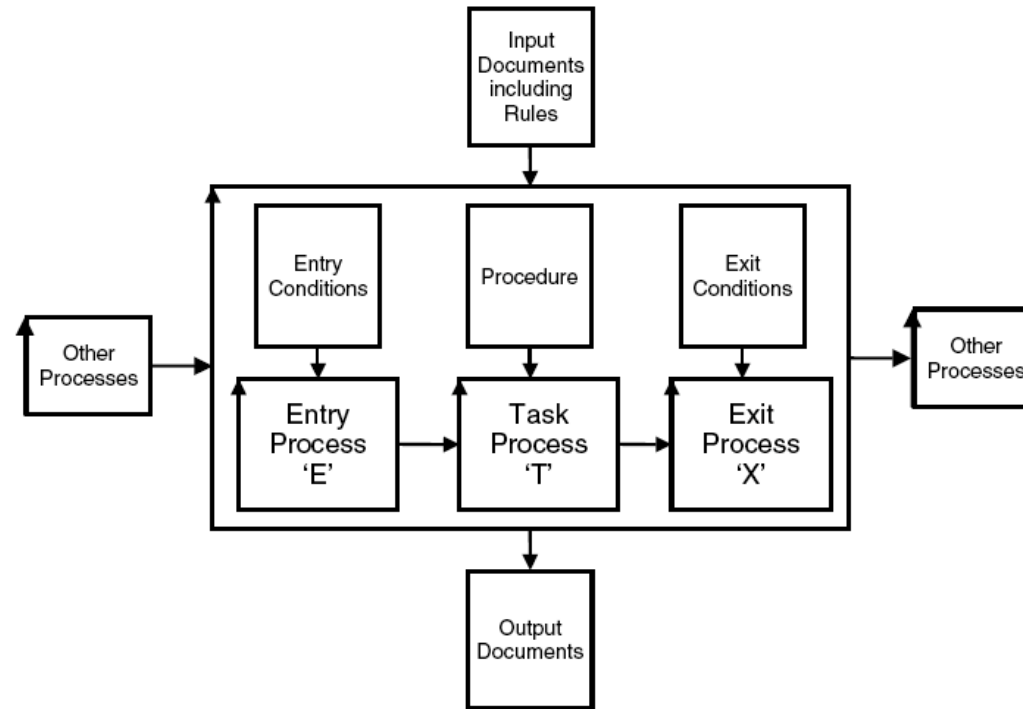 Input
Documents
including
Rules
Entry
Conditions
Procedure
Exit
Conditions
Other
Processes
Entry
Process
‘E’
Task
Process
‘T’
Exit
Process
‘X’
Other
Processes
Output
Documents